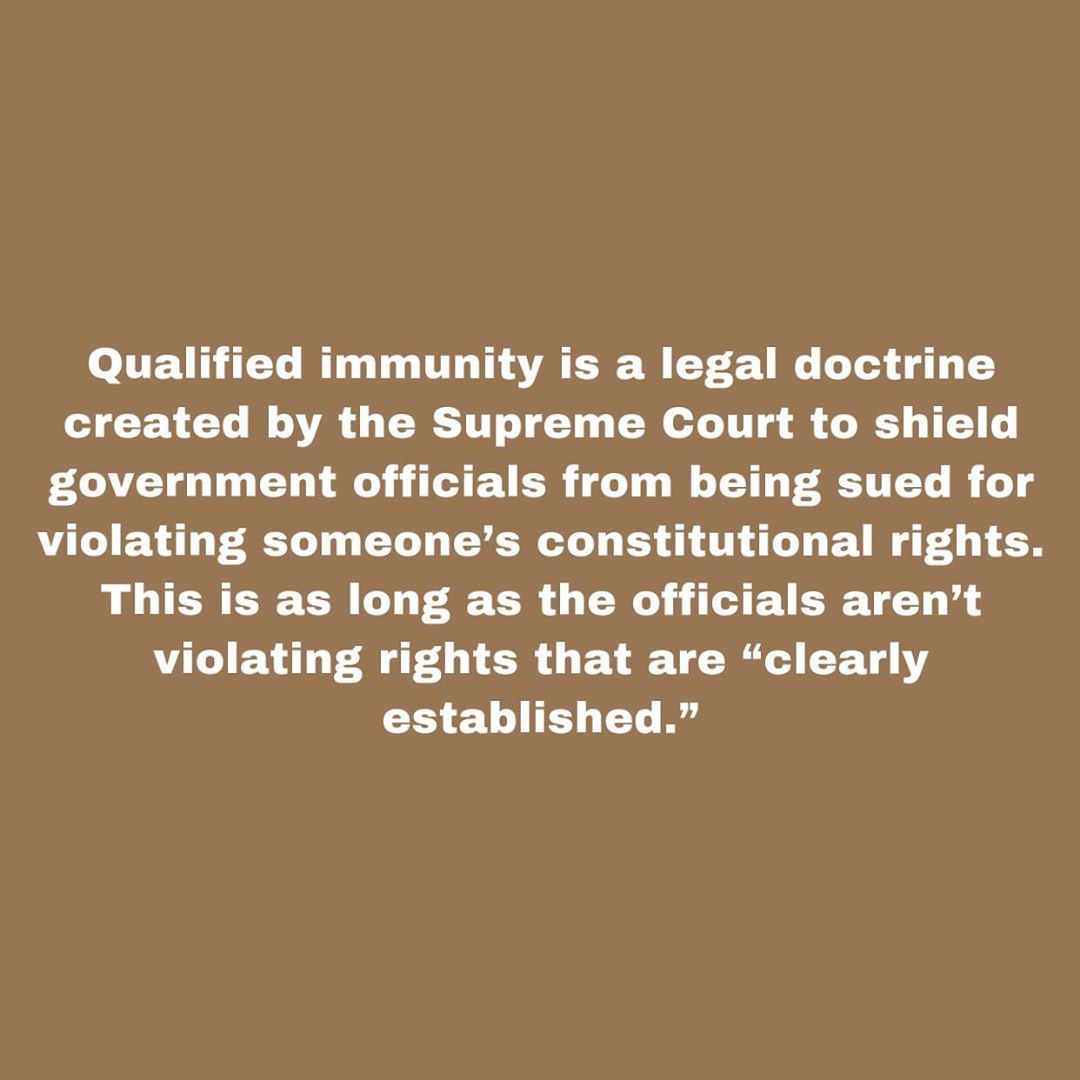 Qualified immunity is a legal doctrine
created by the Supreme Court to shield
government officials from being sued for
violating someone’s constitutional rights.
This is as long as the officials aren’t
violating rights that are “clearly
established.”